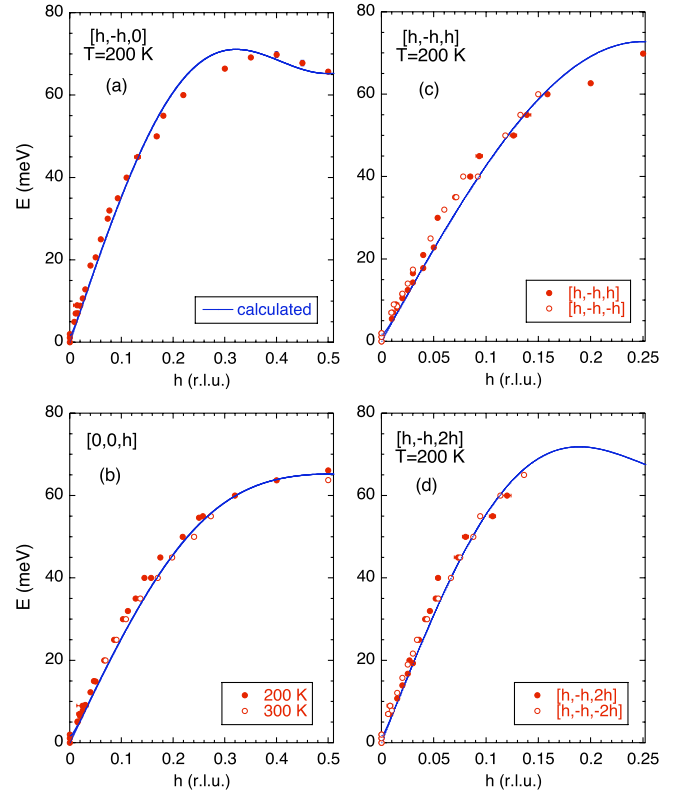 [h,-h,0]
T=200 K
(a)
80
60
40
20
0
E (meV)
0
0.1
0.2
0.3
0.4
0.5
h (r.l.u.)
calculated
[h,-h,h]
T=200 K
(c)
80
60
40
20
0
0
0.05
0.1
0.15
0.2
0.25
h (r.l.u.)
[h,-h,h]
[h,-h,-h]
[0,0,h]
(b)
80
60
40
20
0
E (meV)
0
0.1
0.2
0.3
0.4
0.5
h (r.l.u.)
200 K
300 K
[h,-h,2h]
T=200 K
(d)
80
60
40
20
0
0
0.05
0.1
0.15
0.2
0.25
h (r.l.u.)
[h,-h,2h]
[h,-h,-2h]